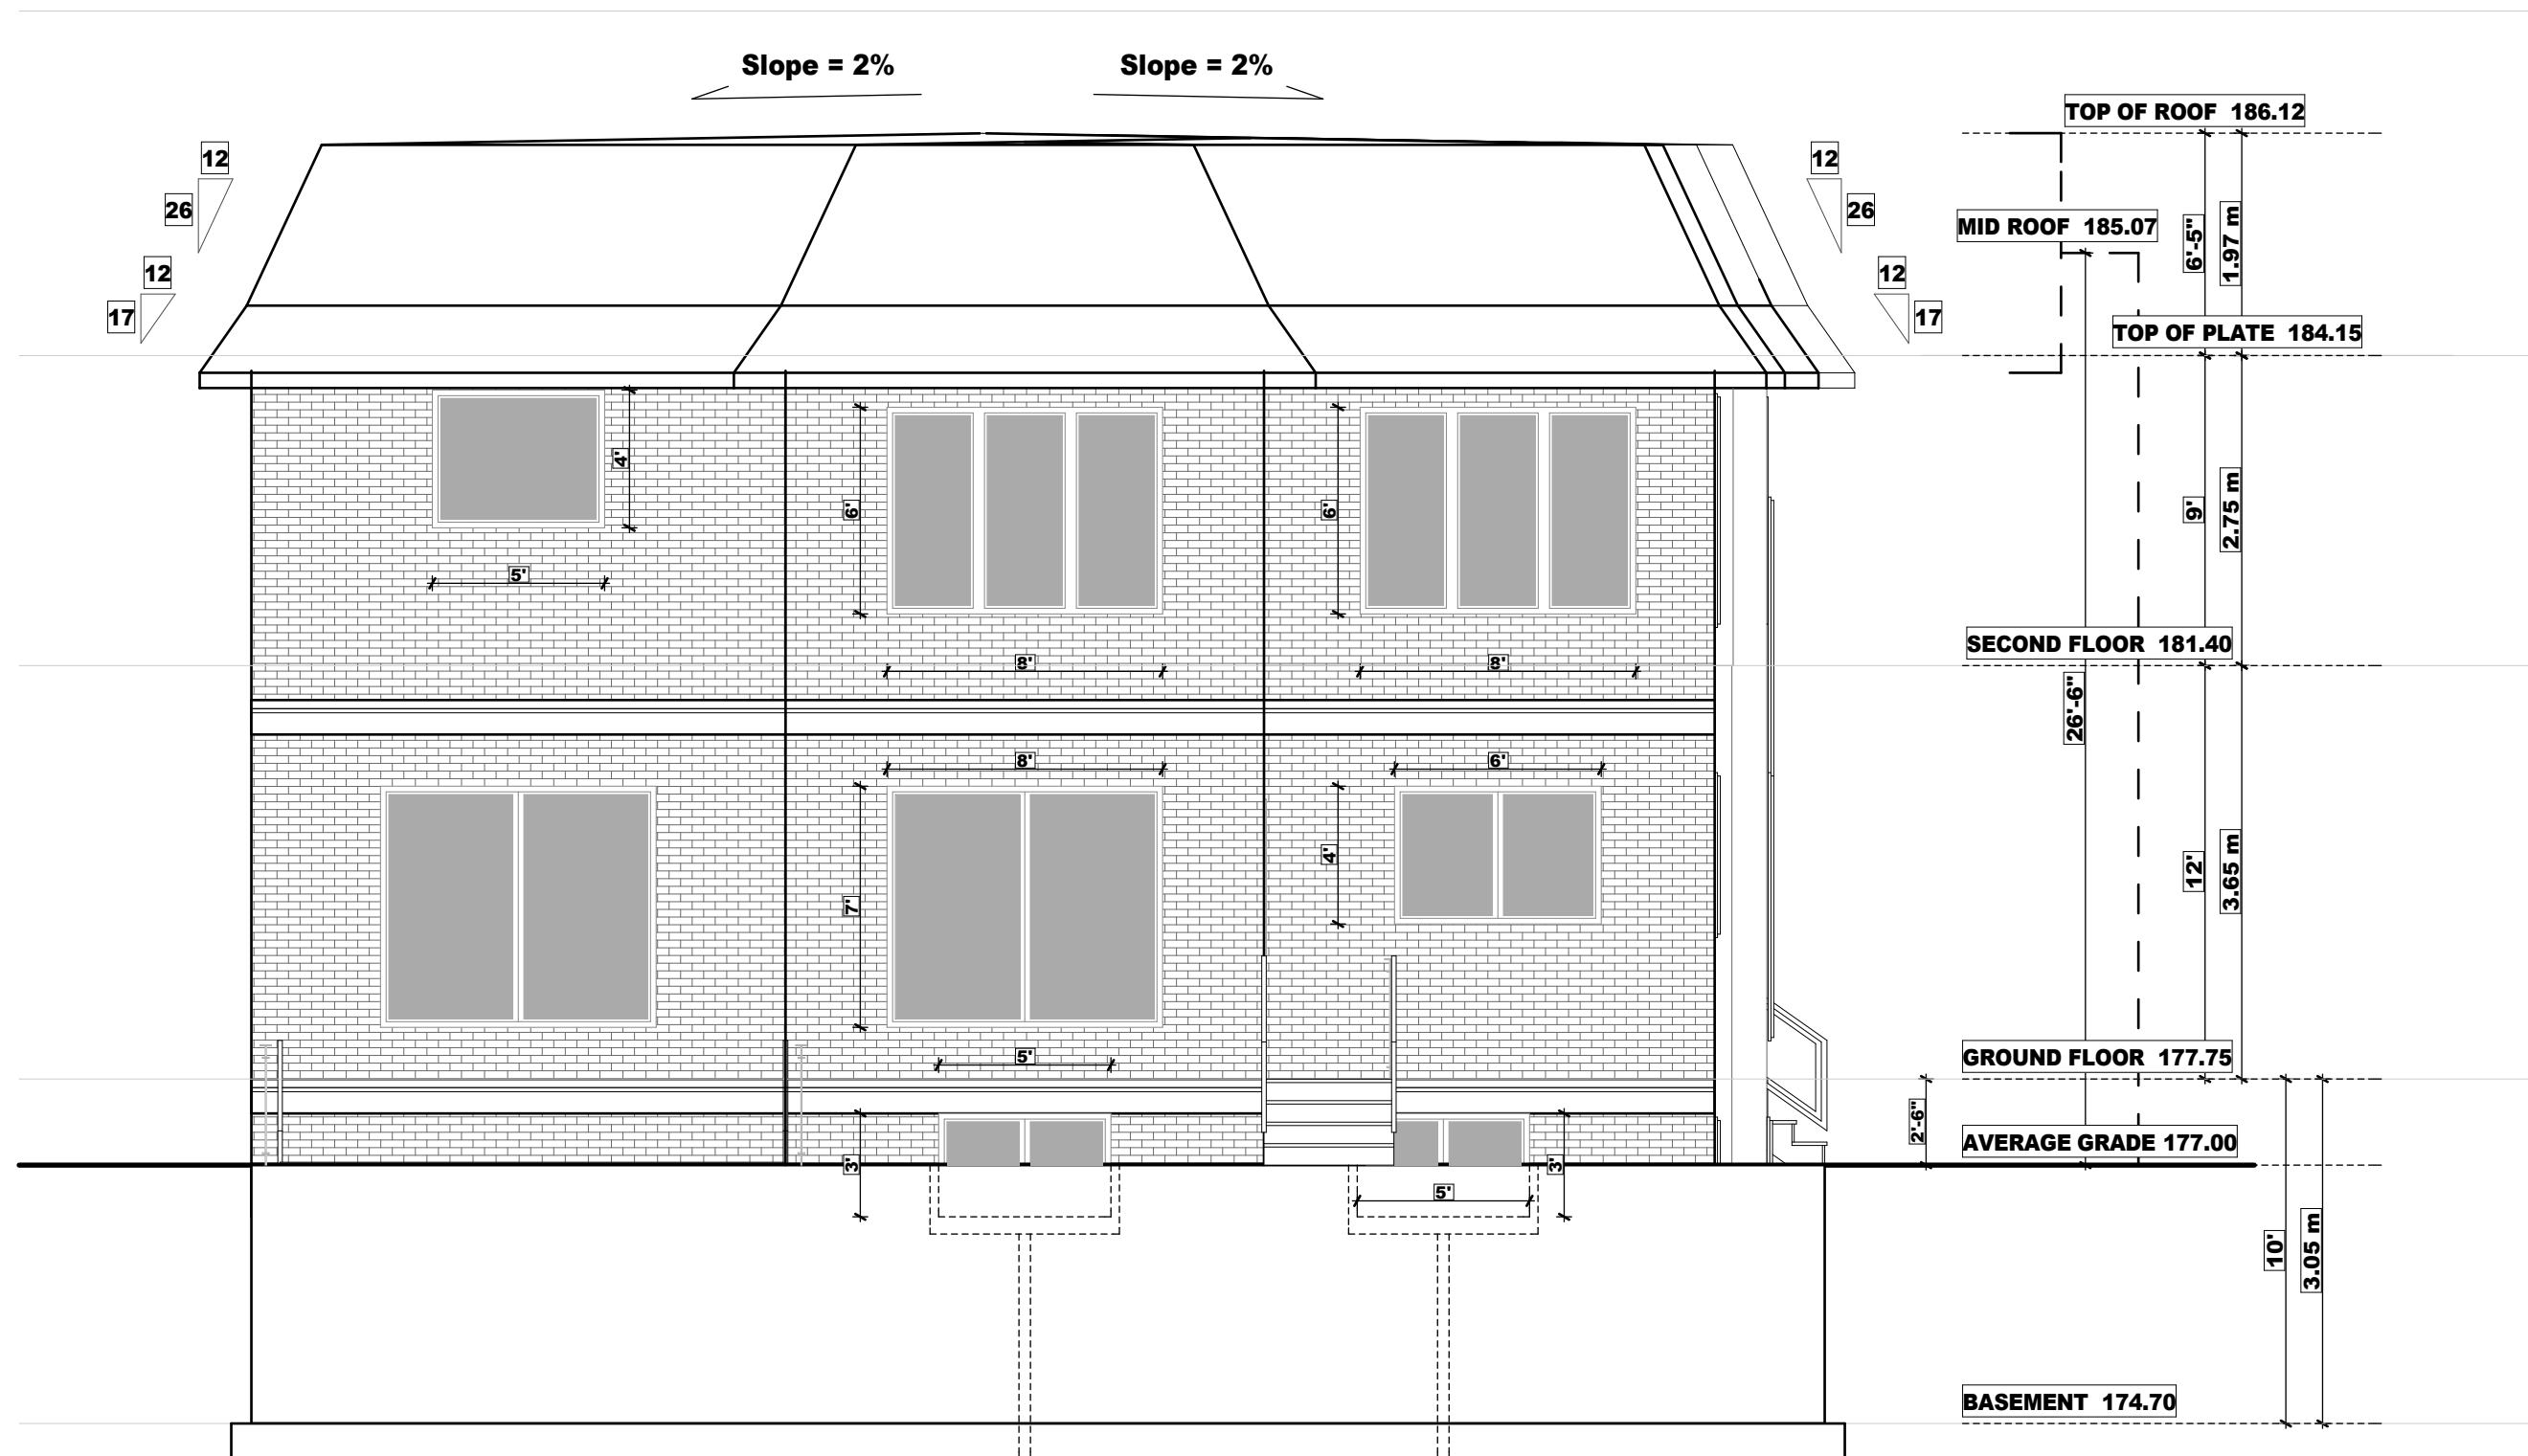 Slope = 2%
Slope = 2%
TOP OF ROOF 186.12
12
26
12
17
12
26
12
17
MID ROOF 185.07
6'-5"
1.97 m
TOP OF PLATE 184.15
4'
5'
6'
8'
6'
8'
9'
2.75 m
SECOND FLOOR 181.40
26'-6"
8'
7'
6'
4'
12'
3.65 m
5'
GROUND FLOOR 177.75
2'-6"
AVERAGE GRADE 177.00
3'
3'
5'
10'
3.05 m
BASEMENT 174.70